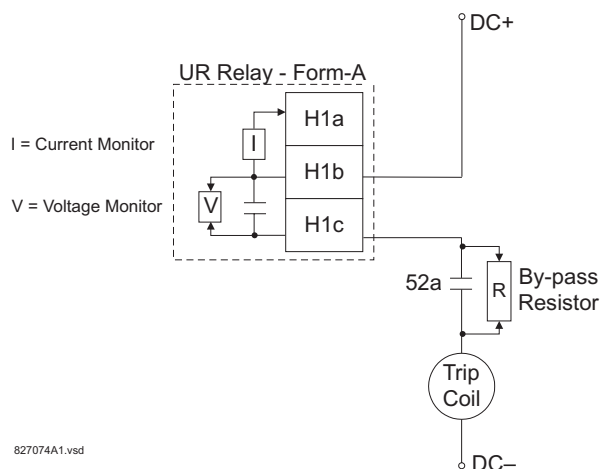 DC+
UR Relay - Form-A
H1a
I = Current Monitor
I
H1b
V = Voltage Monitor
V
H1c
52a
R
By-pass
Resistor
Trip
Coil
827074A1.vsd
DC–